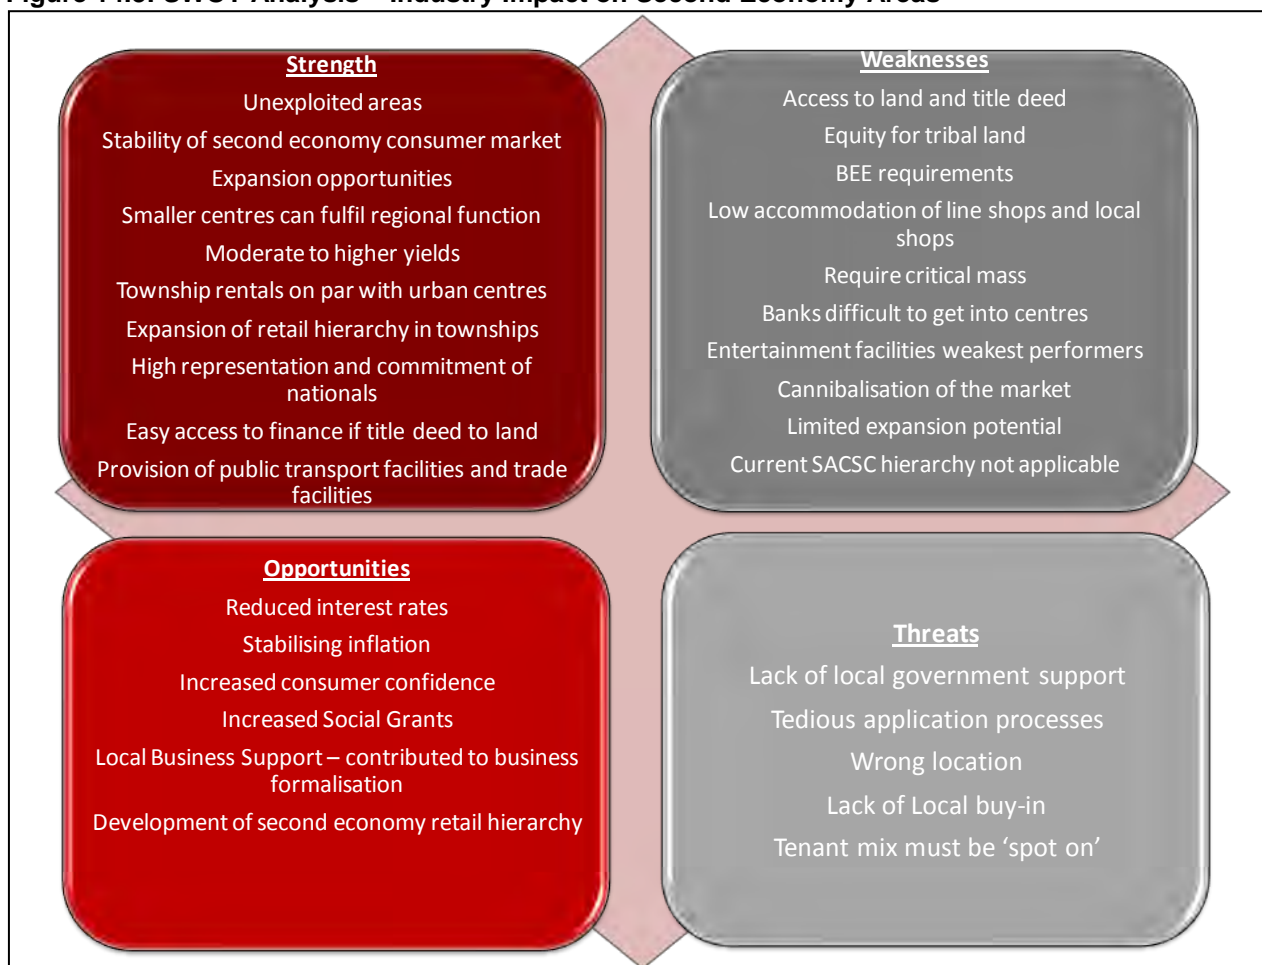 Strength
Unexploited areas
Stability of second economy consumer market
Expansion opportunities
Smaller centres can fulfil regional function
Moderate to higher yields
Township rentals on par with urban centres
Expansion of retail hierarchy in townships
High representation and commitment of
nationals
Easy access to finance if title deed to land
Provision of public transport facilities and trade
facilities
Weaknesses
Access to land and title deed
Equity for tribal land
BEE requirements
Low accommodation of line shops and local
shops
Require critical mass
Banks difficult to get into centres
Entertainment facilities weakest performers
Cannibalisation of the market
Limited expansion potential
Current SACSC hierarchy not applicable
Opportunities
Reduced interest rates
Stabilising inflation
Increased consumer confidence
Increased Social Grants
Local Business Support – contributed to business
formalisation
Development of second economy retail hierarchy
Threats
Lack of local government support
Tedious application processes
Wrong location
Lack of Local buy-in
Tenant mix must be ‘spot on’